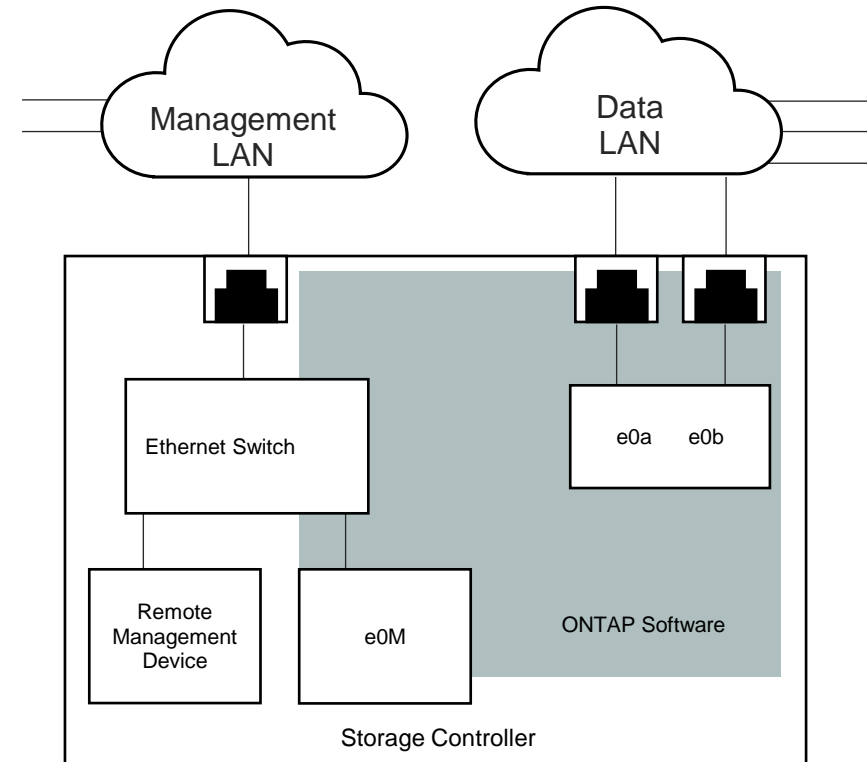 Management
LAN
Data
LAN
Ethernet Switch
e0a
e0b
Remote
Management
Device
e0M
ONTAP Software
Storage Controller